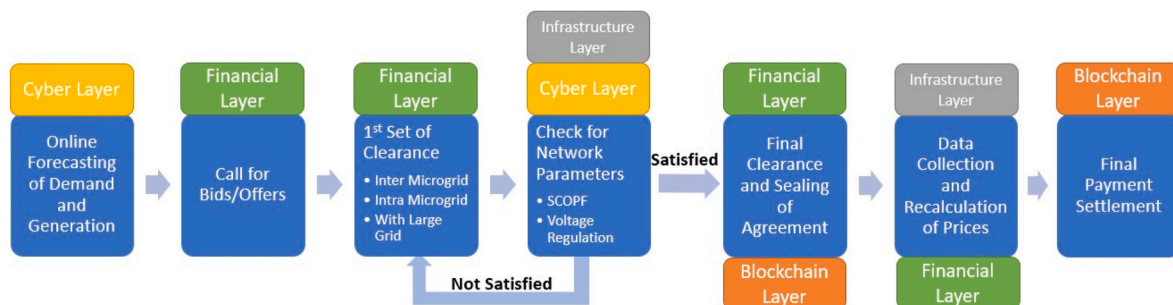 Cyber Layer
Online
Forecasting
of Demand
and
Generation
Financial
Layer
Call for
Bids/Offers
Financial
Layer
1st Set of
Clearance
• Inter Microgrid
• Intra Microgrid
• With Large
Grid
Infrastructure
Layer
Cyber Layer
Check for
Network
Parameters
• SCOPF
• Voltage
Regulation
Not Satisfied
Satisfied
Financial
Layer
Final
Clearance
and Sealing
of
Agreement
Blockchain
Layer
Infrastructure
Layer
Data
Collection
and
Recalculation
of Prices
Financial
Layer
Blockchain
Layer
Final
Payment
Settlement